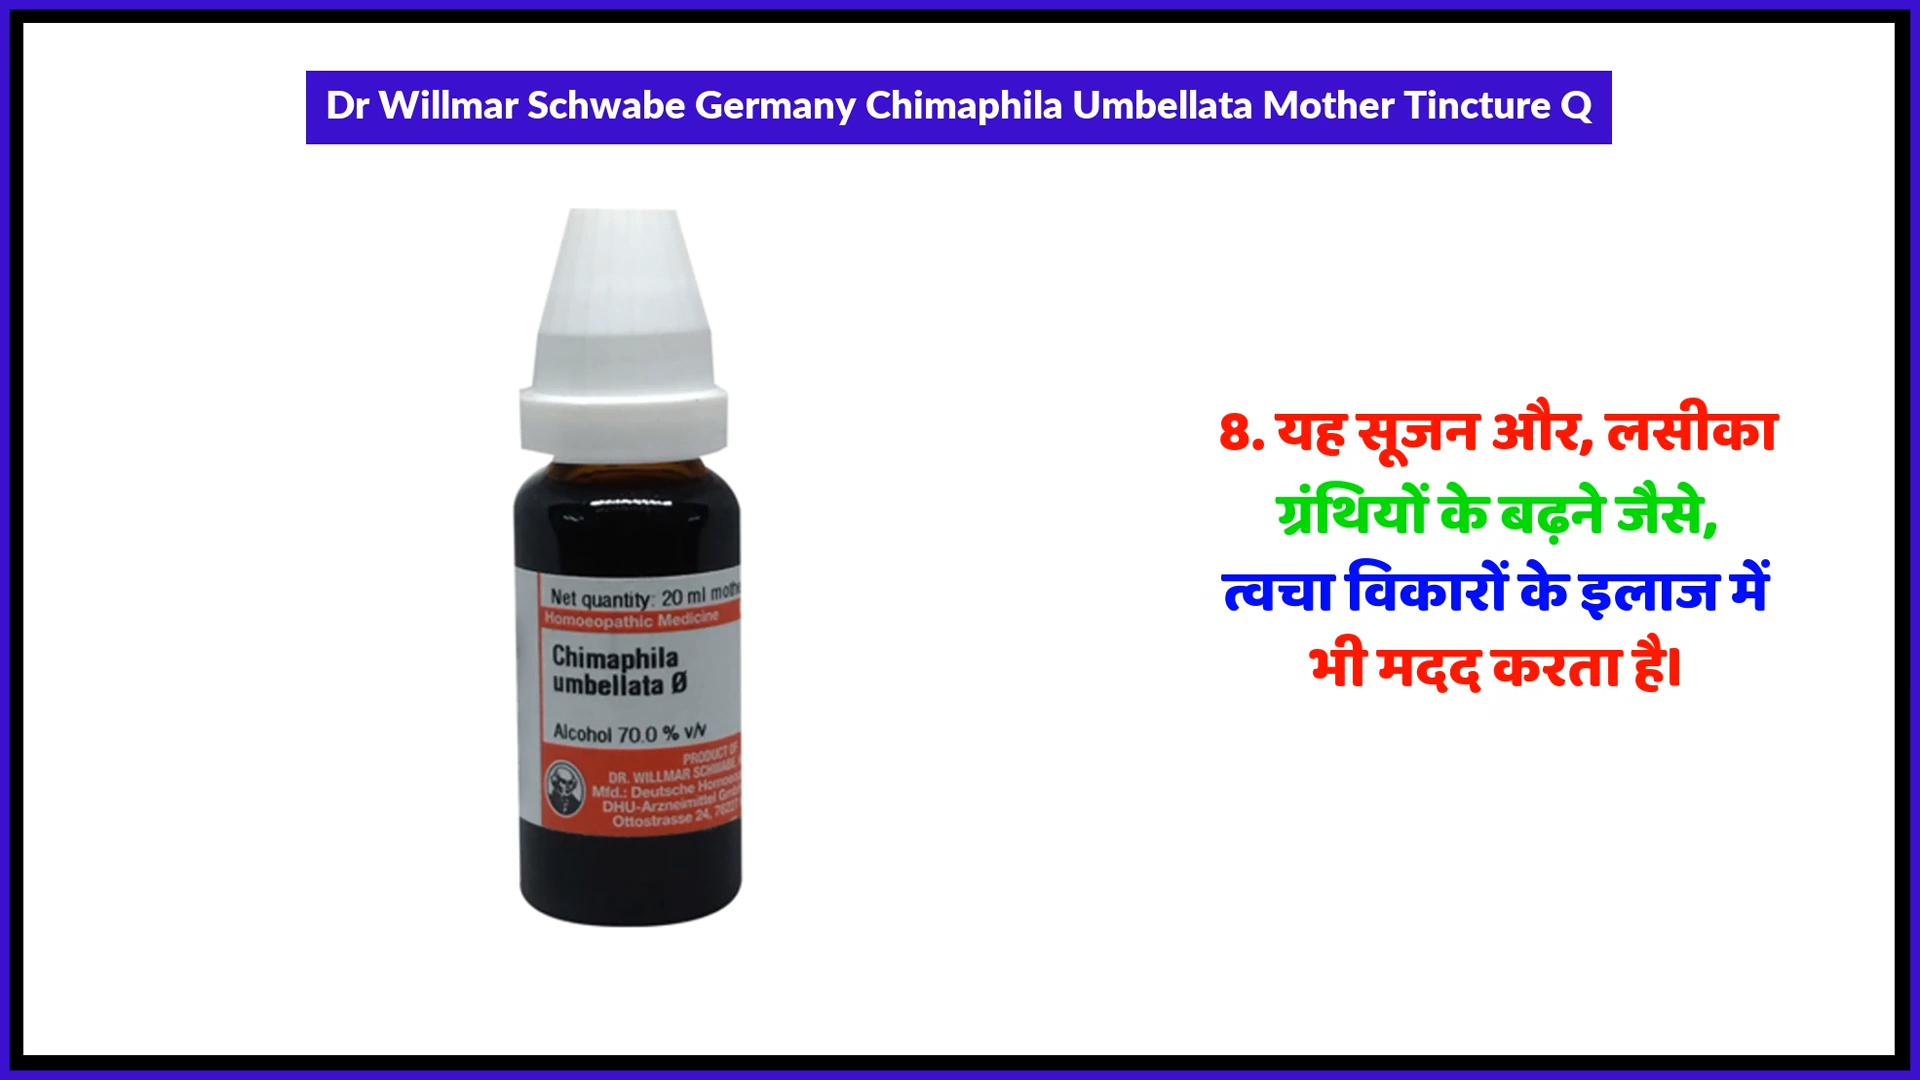 Dr Willmar Schwabe Germany Chimaphila Umbellata Mother Tincture Q
8. यह सूजन और, लसीका
ग्रंथियों के बढ़ने जैसे,
त्वचा विकारों के इलाज में
भी मदद करता है।
Net quantity: 20 ml
Homoeopathic Medicine
Chimaphila
umbellata Ø
Alcohol 70.0 % v/v
PRODUCT OF
DR. WILLMAR SCHWABE,
Mfd.: Deutsche
DHU-Arzneimittel
Ottostrasse 24,